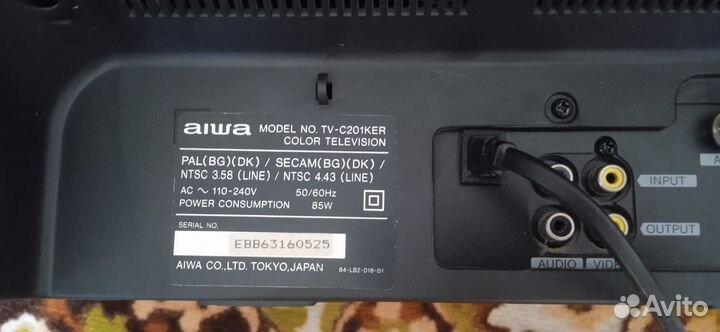 aiwa MODEL NO. TV-C201KER
COLOR TELEVISION
PAL(BG)(DK) / SECAM(BG)(DK) /
NTSC 3.58 (LINE) / NTSC 4.43 (LINE)
AC ~ 110-240V 50/60Hz
POWER CONSUMPTION 85W
SERIAL NO.
EBB63160525
AIWA CO.,LTD. TOKYO,JAPAN 84-LB2-018-01
INPUT
OUTPUT
AUDIO
Avito